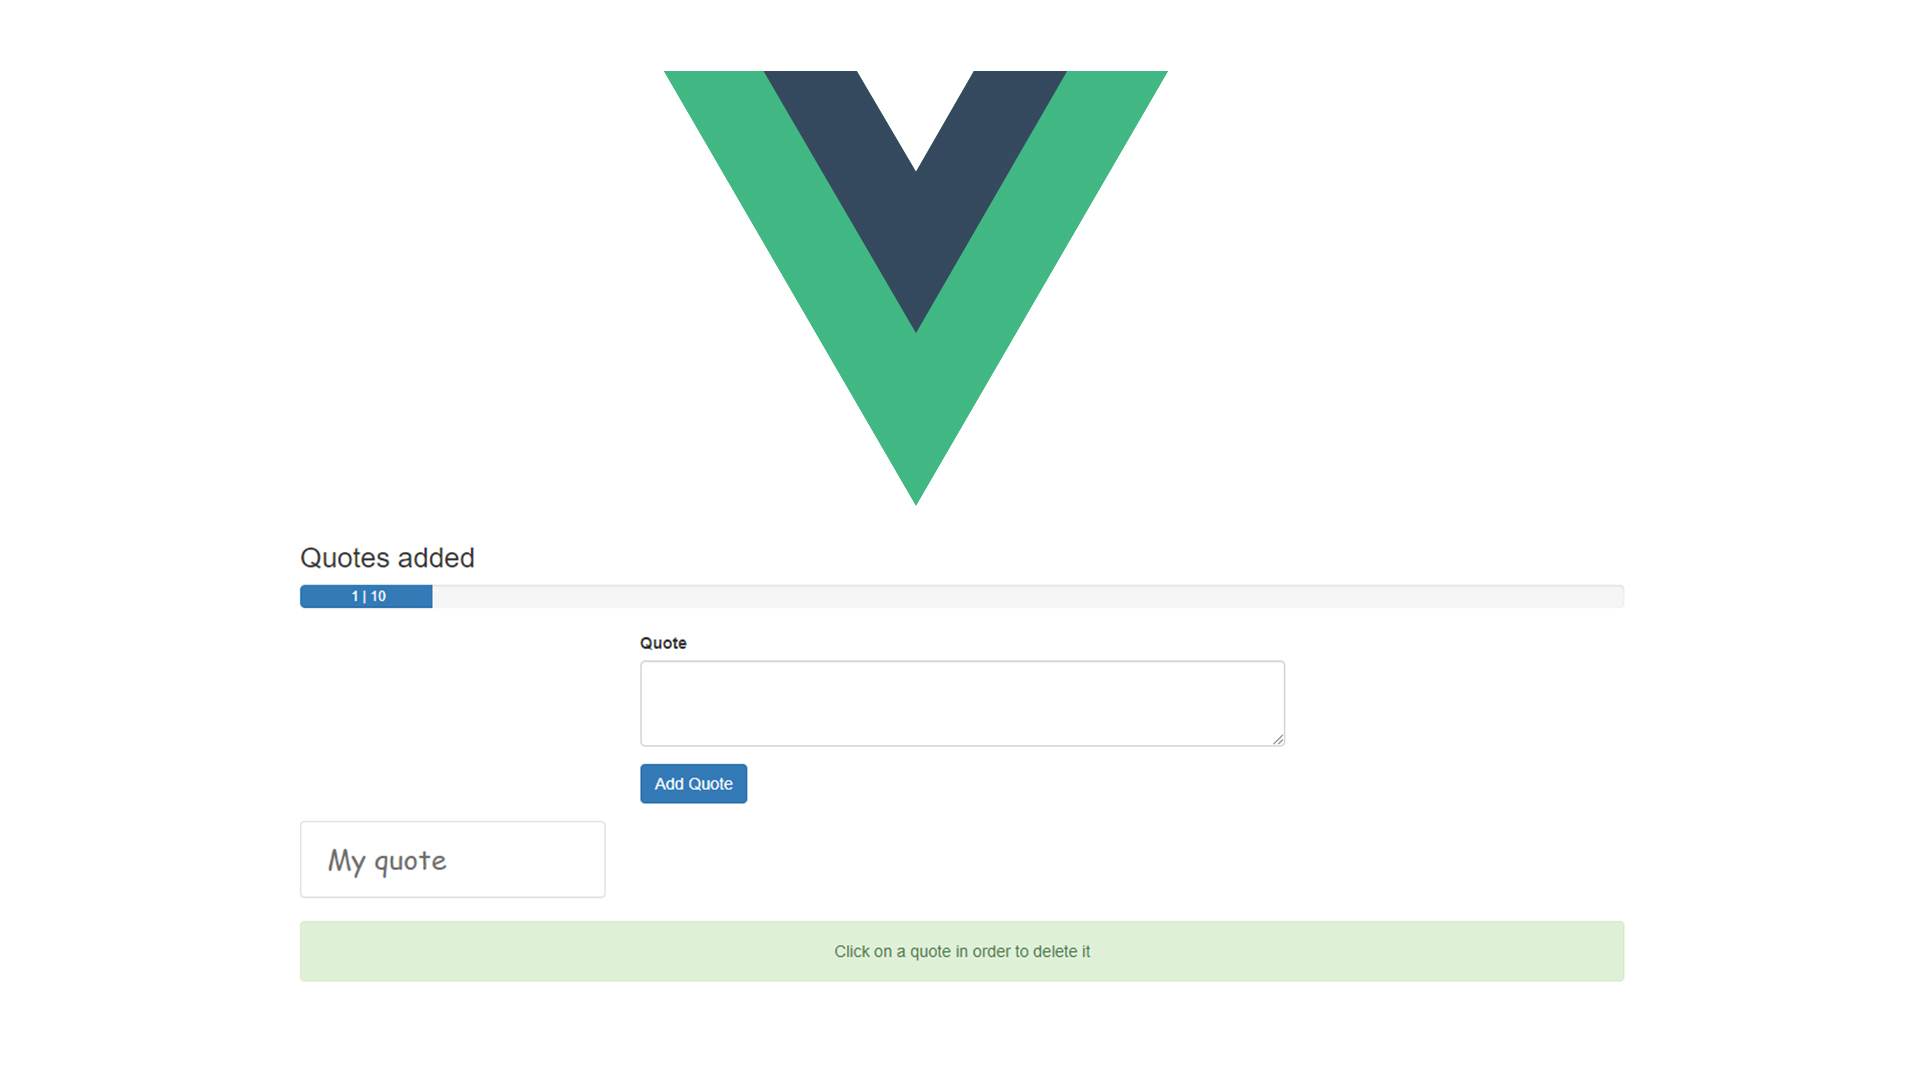 Quotes added
1 | 10
Quote
Add Quote
My quote
Click on a quote in order to delete it